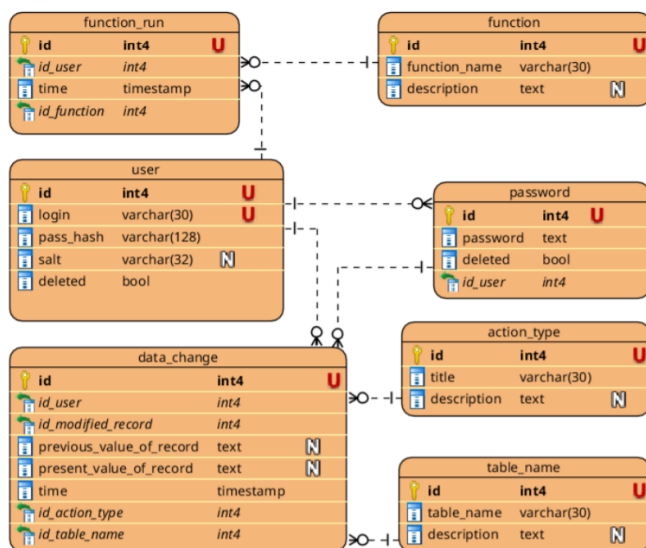 function_run
id int4 U
id_user int4
time timestamp
id_function int4
function
id int4 U
function_name varchar(30)
description text N
user
id int4 U
login varchar(30) U
pass_hash varchar(128)
salt varchar(32) N
deleted bool
password
id int4 U
password text
deleted bool
id_user int4
action_type
id int4 U
title varchar(30)
description text N
data_change
id int4 U
id_user int4
id_modified_record int4
previous_value_of_record text N
present_value_of_record text N
time timestamp
id_action_type int4
id_table_name int4
table_name
id int4 U
table_name varchar(30)
description text N